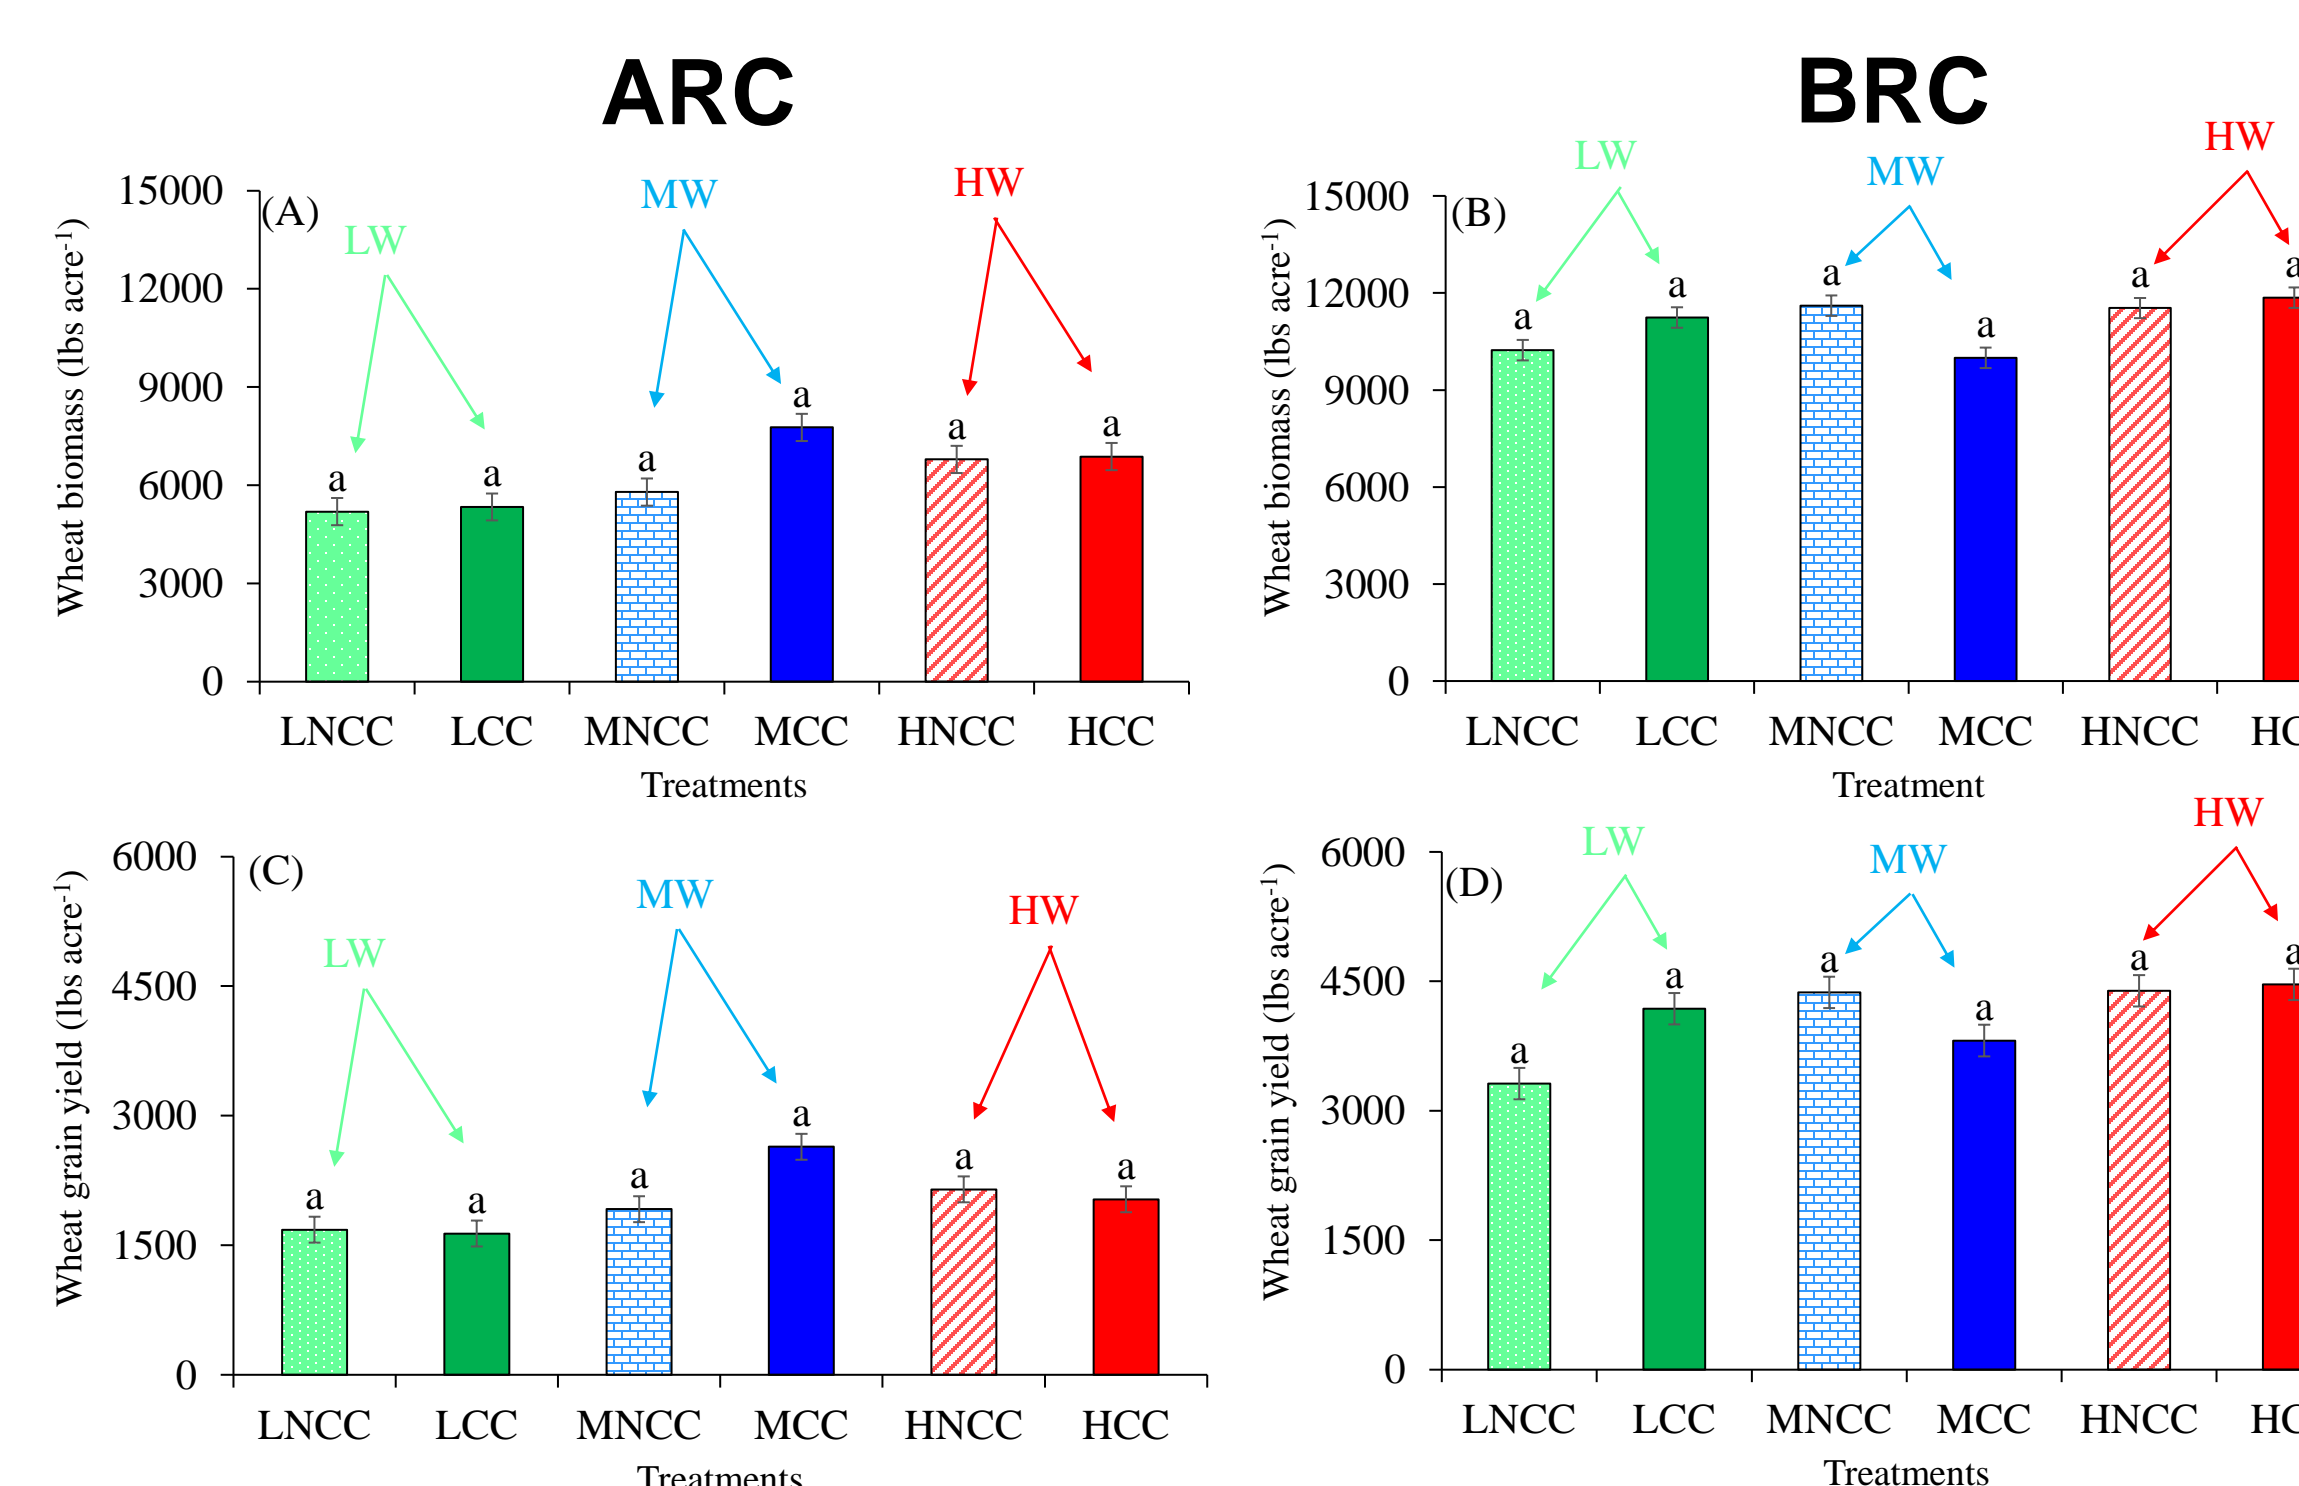 ARC
BRC
(A)
LW
MW
HW
Wheat biomass (lbs acre-1)
15000
12000
9000
6000
3000
0
a a a a a a
LNCC LCC MNCC MCC HNCC HCC
Treatments
(B)
LW
MW
HW
Wheat biomass (lbs acre-1)
15000
12000
9000
6000
3000
0
a a a a a a
LNCC LCC MNCC MCC HNCC HC
Treatment
(C)
LW
MW
HW
Wheat grain yield (lbs acre-1)
6000
4500
3000
1500
0
a a a a a a
LNCC LCC MNCC MCC HNCC HCC
Treatments
(D)
LW
MW
HW
Wheat grain yield (lbs acre-1)
6000
4500
3000
1500
0
a a a a a a
LNCC LCC MNCC MCC HNCC HC
Treatments